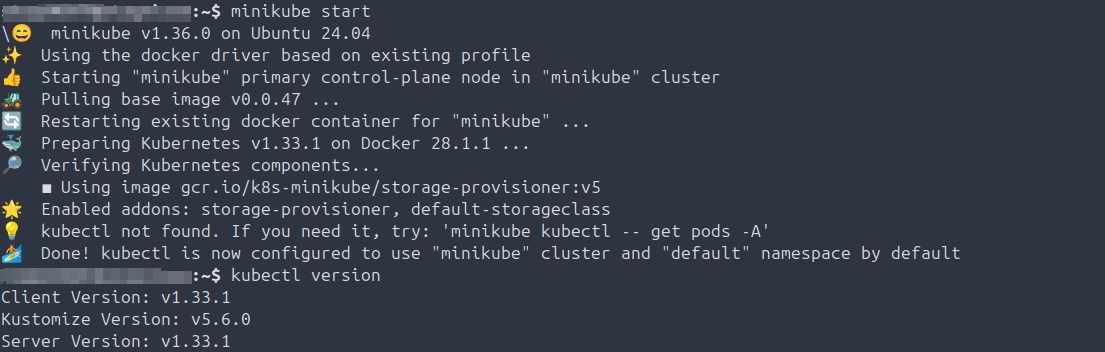 :~$ minikube start
\😄 minikube v1.36.0 on Ubuntu 24.04
✨ Using the docker driver based on existing profile
👍 Starting "minikube" primary control-plane node in "minikube" cluster
🚜 Pulling base image v0.0.47 ...
🔄 Restarting existing docker container for "minikube" ...
🐳 Preparing Kubernetes v1.33.1 on Docker 28.1.1 ...
🔎 Verifying Kubernetes components...
▪ Using image gcr.io/k8s-minikube/storage-provisioner:v5
🌟 Enabled addons: storage-provisioner, default-storageclass
💡 kubectl not found. If you need it, try: 'minikube kubectl -- get pods -A'
🏄 Done! kubectl is now configured to use "minikube" cluster and "default" namespace by default
:~$ kubectl version
Client Version: v1.33.1
Kustomize Version: v5.6.0
Server Version: v1.33.1